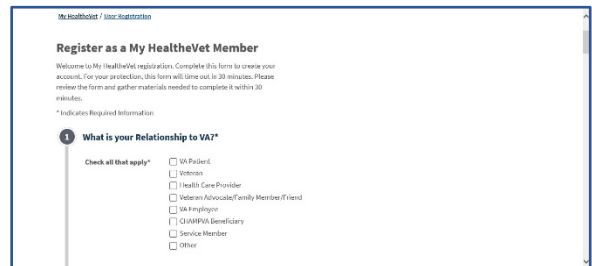 My HealtheVet / User Registration
Register as a My HealtheVet Member
Welcome to My HealtheVet registration. Complete this form to create your
account. For your protection, this form will time out in 30 minutes. Please
review the form and gather materials needed to complete it within 30
minutes.
* Indicates Required Information
1 What is your Relationship to VA?*
Check all that apply* VA Patient
Veteran
Health Care Provider
Veteran Advocate/Family Member/Friend
VA Employee
CHAMPVA Beneficiary
Service Member
Other